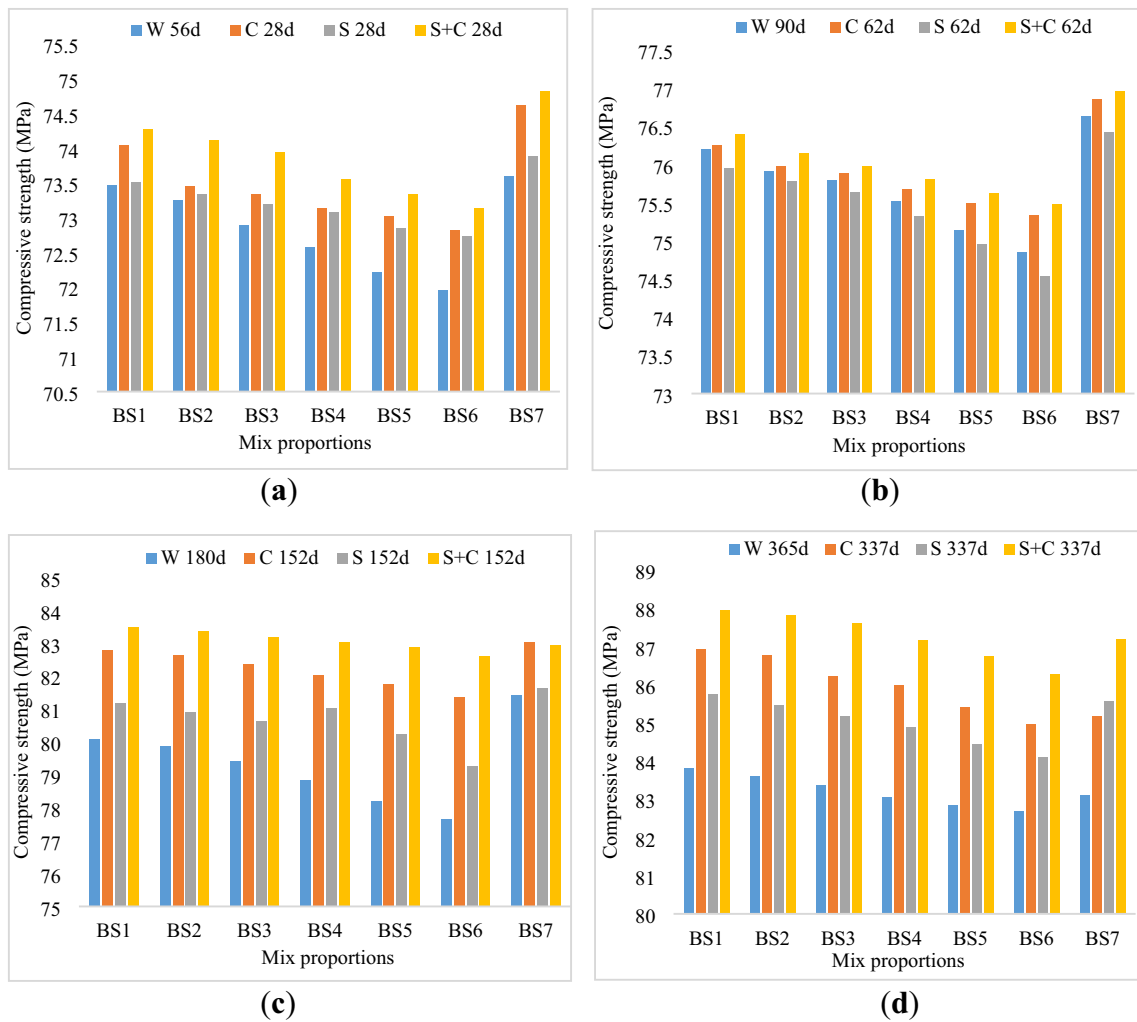 W 56d C 28d S 28d S+C 28d
75.5
75
74.5
74
73.5
73
72.5
72
71.5
71
70.5
Compressive strength (MPa)
BS1 BS2 BS3 BS4 BS5 BS6 BS7
Mix proportions
(a)
W 90d C 62d S 62d S+C 62d
77.5
77
76.5
76
75.5
75
74.5
74
73.5
73
Compressive strength (MPa)
BS1 BS2 BS3 BS4 BS5 BS6 BS7
Mix proportions
(b)
W 180d C 152d S 152d S+C 152d
85
84
83
82
81
80
79
78
77
76
75
Compressive strength (MPa)
BS1 BS2 BS3 BS4 BS5 BS6 BS7
Mix proportions
(c)
W 365d C 337d S 337d S+C 337d
89
88
87
86
85
84
83
82
81
80
Compressive strength (MPa)
BS1 BS2 BS3 BS4 BS5 BS6 BS7
Mix proportions
(d)